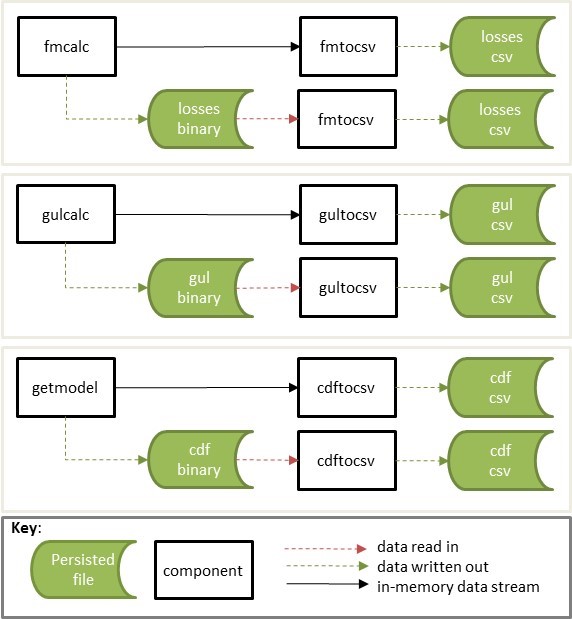 fmcalc
fmtocsv
losses
csv
losses
binary
fmtocsv
losses
csv
gulcalc
gultocsv
gul
csv
gul
binary
gultocsv
gul
csv
getmodel
cdftocsv
cdf
csv
cdf
binary
cdftocsv
cdf
csv
Key:
Persisted
file
component
data read in
data written out
in-memory data stream